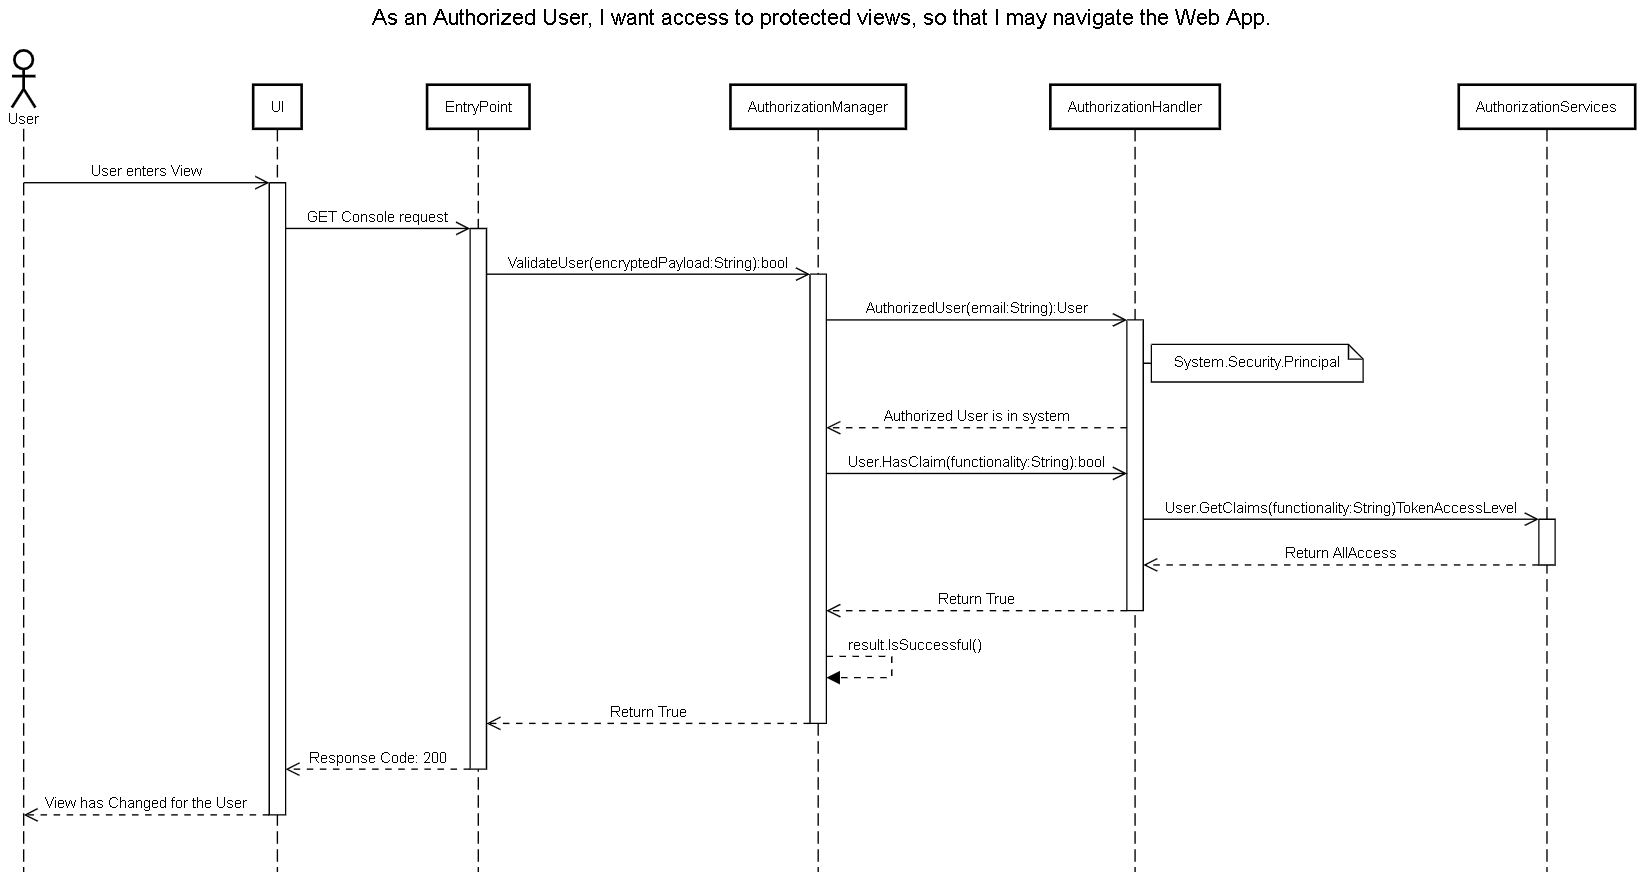 As an Authorized User, I want access to protected views, so that I may navigate the Web App.
User
UI
EntryPoint
AuthorizationManager
AuthorizationHandler
AuthorizationServices
User enters View
GET Console request
ValidateUser(encryptedPayload:String):bool
AuthorizedUser(email:String):User
System.Security.Principal
Authorized User is in system
User.HasClaim(functionality:String):bool
User.GetClaims(functionality:String)TokenAccessLevel
Return AllAccess
Return True
result.IsSuccessful()
Return True
Response Code: 200
View has Changed for the User